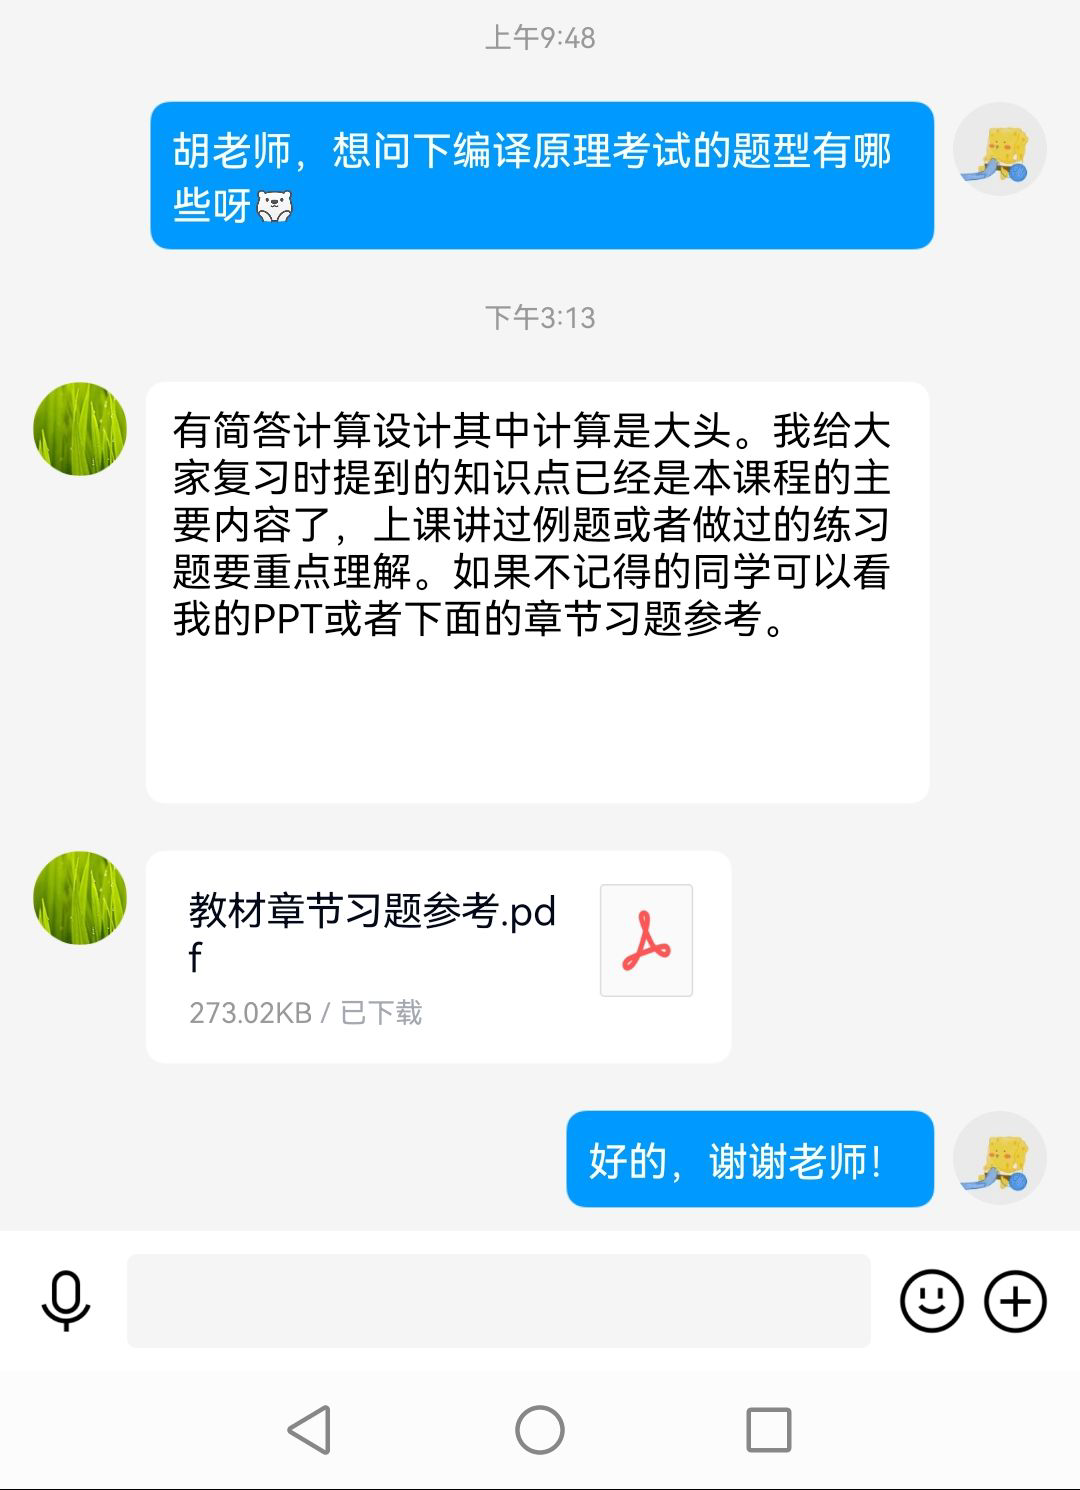 上午9:48
胡老师，想问下编译原理考试的题型有哪
些呀
下午3:13
有简答计算设计其中计算是大头。我给大
家复习时提到的知识点已经是本课程的主
要内容了，上课讲过例题或者做过的练习
题要重点理解。如果不记得的同学可以看
我的PPT或者下面的章节习题参考。
教材章节习题参考.pd
f
273.02KB / 已下载
好的，谢谢老师！